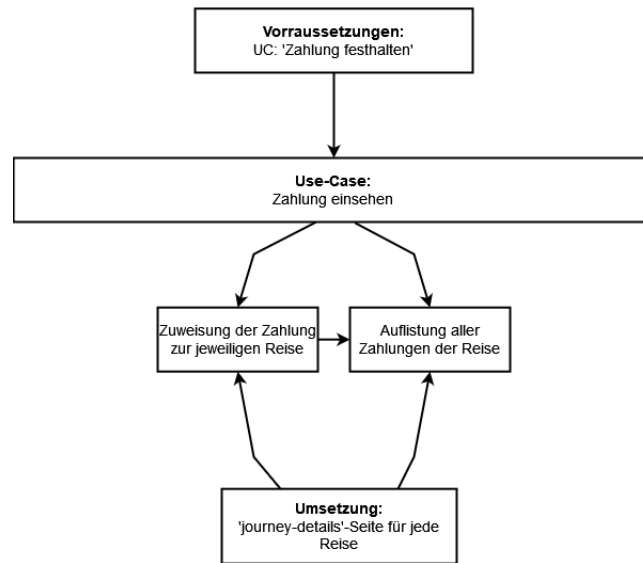 Vorraussetzungen:
UC: 'Zahlung festhalten'
Use-Case:
Zahlung einsehen
Zuweisung der Zahlung
zur jeweiligen Reise
Auflistung aller
Zahlungen der Reise
Umsetzung:
'journey-details'-Seite für jede
Reise